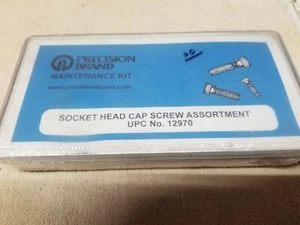 PRECISION
BRAND
MAINTENANCE KIT
www.precisionbrand.com
SOCKET HEAD CAP SCREW ASSORTMENT
UPC No. 12970